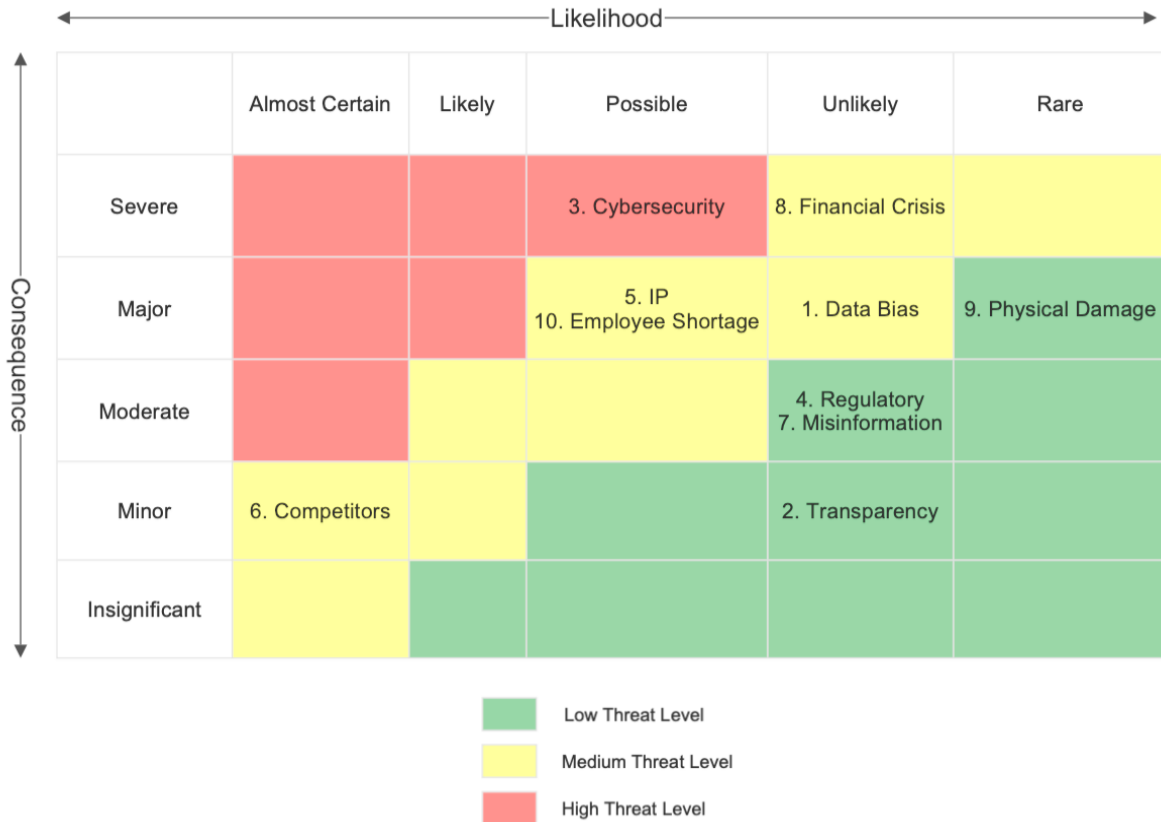 Likelihood
Consequence
Almost Certain
Likely
Possible
Unlikely
Rare
Severe
3. Cybersecurity
8. Financial Crisis
Major
5. IP
10. Employee Shortage
1. Data Bias
9. Physical Damage
Moderate
4. Regulatory
7. Misinformation
Minor
6. Competitors
2. Transparency
Insignificant
Low Threat Level
Medium Threat Level
High Threat Level